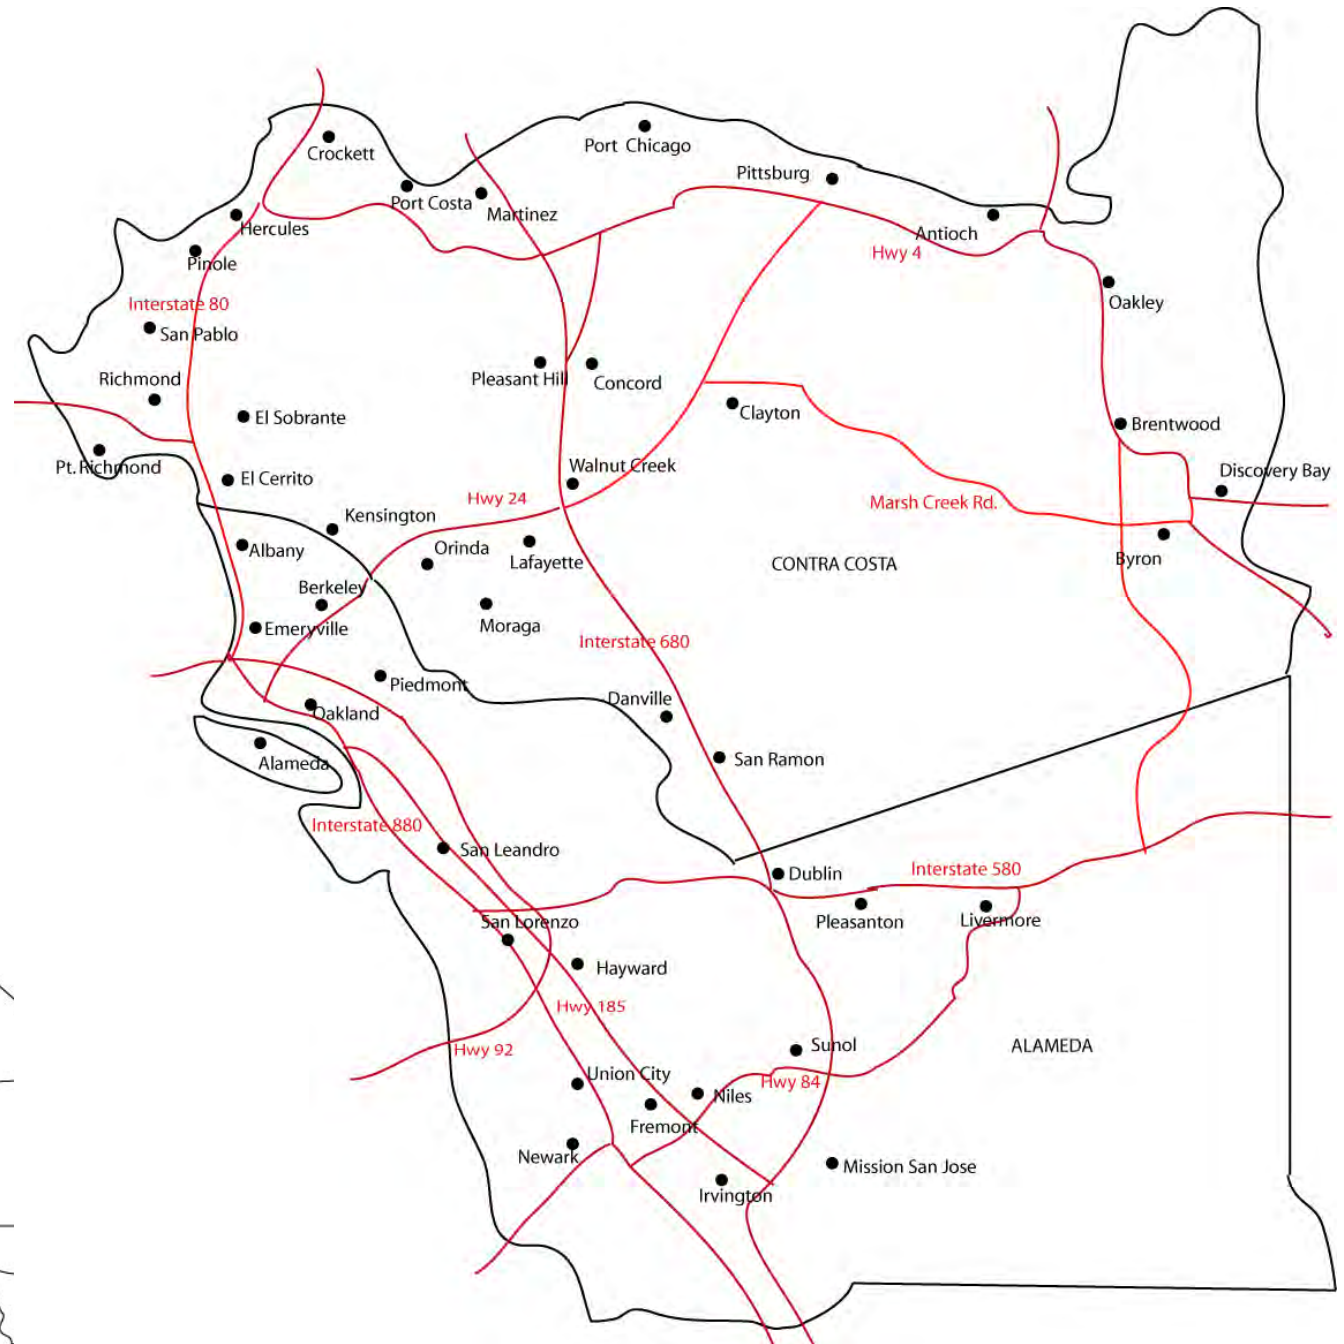 Crockett
Port Chicago
Pittsburg
Port Costa
Martinez
Hercules
Antioch
Hwy 4
Pinole
Interstate 80
Oakley
San Pablo
Richmond
Pleasant Hill
Concord
El Sobrante
Clayton
Brentwood
Pt. Richmond
Walnut Creek
Discovery Bay
El Cerrito
Hwy 24
Marsh Creek Rd.
Kensington
Albany
Orinda
Lafayette
CONTRA COSTA
Byron
Berkeley
Emeryville
Moraga
Interstate 680
Piedmont
Danville
Oakland
Alameda
San Ramon
Interstate 880
San Leandro
Dublin
Interstate 580
San Lorenzo
Pleasanton
Livermore
Hayward
Hwy 185
Hwy 92
Sunol
ALAMEDA
Union City
Hwy 84
Niles
Fremont
Newark
Mission San Jose
Irvington